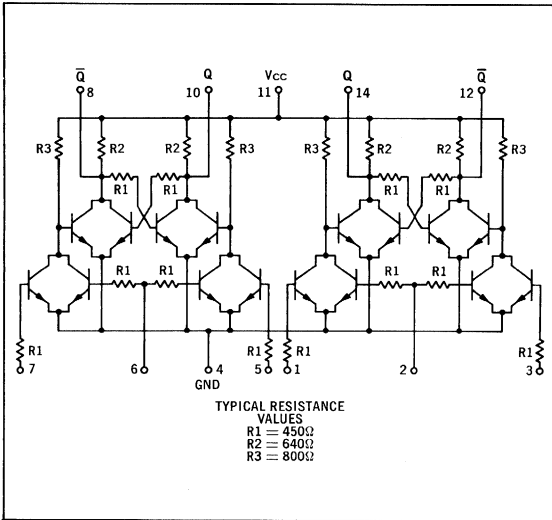 Q̅ Q VCC Q Q̅
8 10 11 14 12
R3 R2 R2 R3 R3 R2 R2 R3
R1 R1 R1 R1
R1 R1 R1 R1
R1 R1 R1 R1
7 6 4 5 1 2 3
GND
TYPICAL RESISTANCE
VALUES
R1 = 450Ω
R2 = 640Ω
R3 = 800Ω